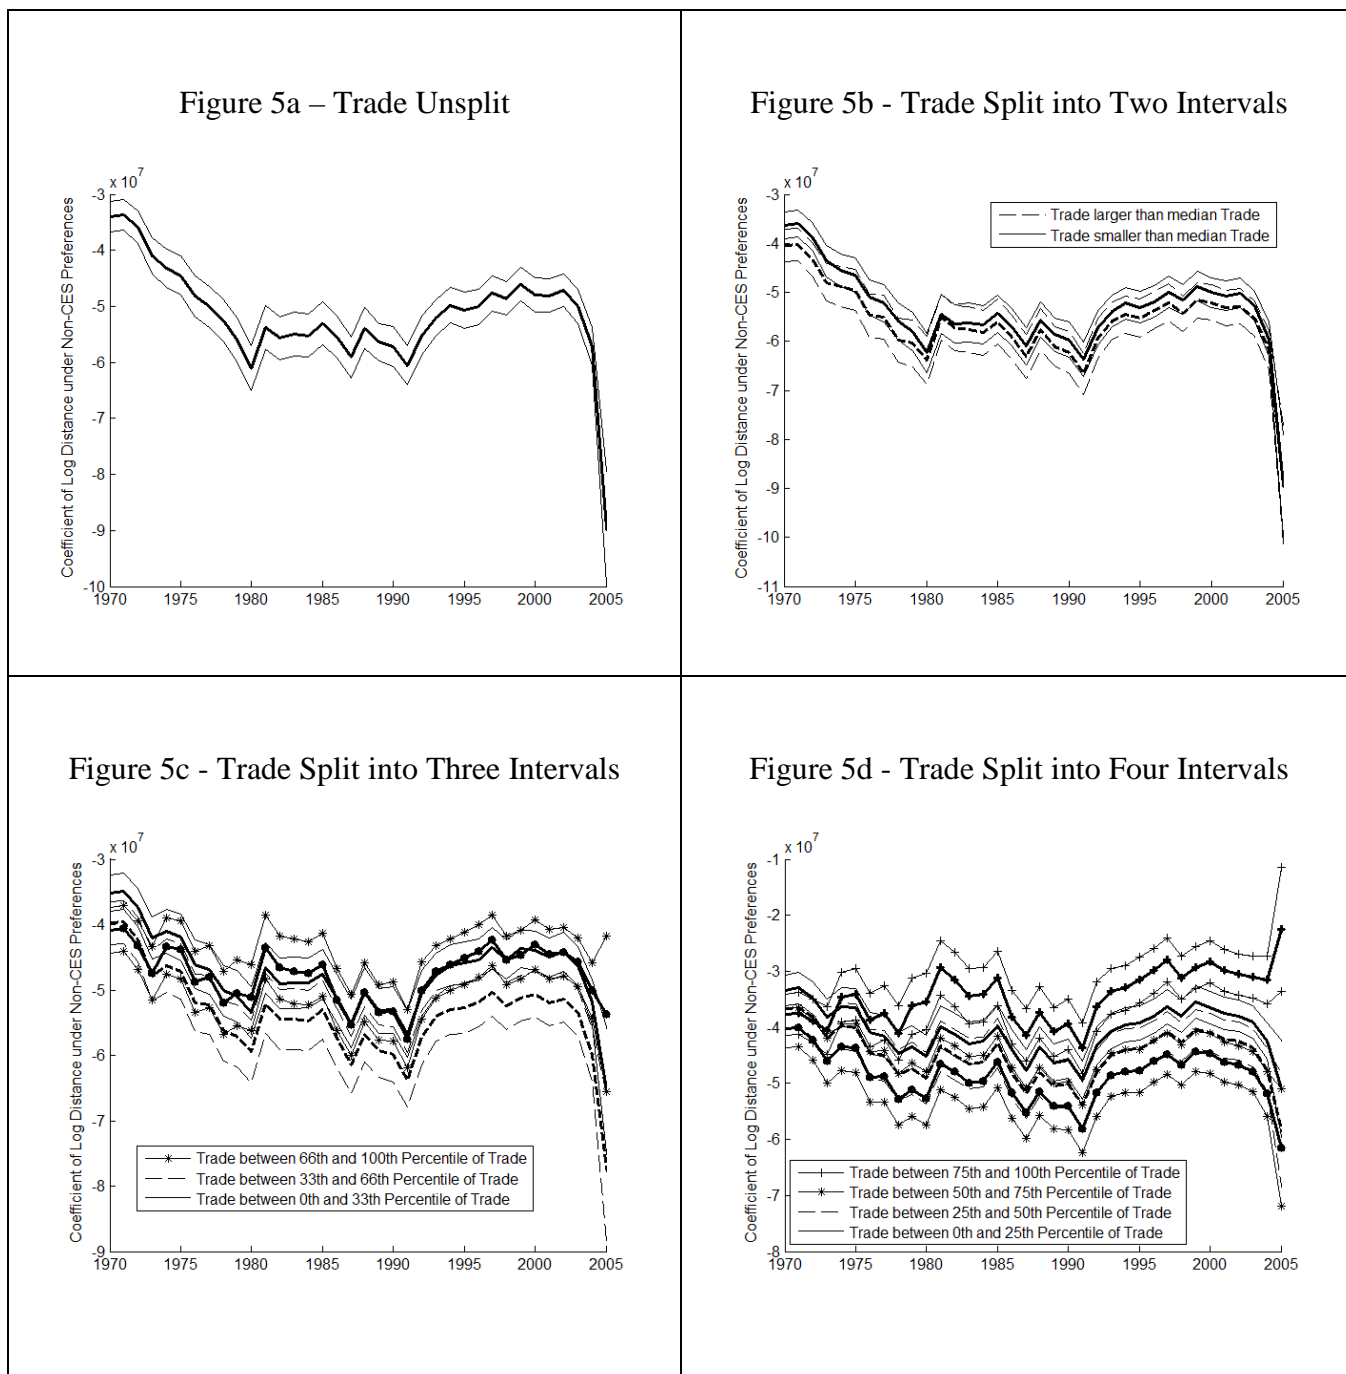 Figure 5a – Trade Unsplit
x 10^7
Coefficient of Log Distance under Non-CES Preferences
-3
-4
-5
-6
-7
-8
-9
-10
1970 1975 1980 1985 1990 1995 2000 2005
Figure 5b - Trade Split into Two Intervals
x 10^7
Coefficient of Log Distance under Non-CES Preferences
-3
-4
-5
-6
-7
-8
-9
-10
-11
Trade larger than median Trade
Trade smaller than median Trade
1970 1975 1980 1985 1990 1995 2000 2005
Figure 5c - Trade Split into Three Intervals
x 10^7
Coefficient of Log Distance under Non-CES Preferences
-3
-4
-5
-6
-7
-8
-9
Trade between 66th and 100th Percentile of Trade
Trade between 33th and 66th Percentile of Trade
Trade between 0th and 33th Percentile of Trade
1970 1975 1980 1985 1990 1995 2000 2005
Figure 5d - Trade Split into Four Intervals
x 10^7
Coefficient of Log Distance under Non-CES Preferences
-1
-2
-3
-4
-5
-6
-7
-8
Trade between 75th and 100th Percentile of Trade
Trade between 50th and 75th Percentile of Trade
Trade between 25th and 50th Percentile of Trade
Trade between 0th and 25th Percentile of Trade
1970 1975 1980 1985 1990 1995 2000 2005